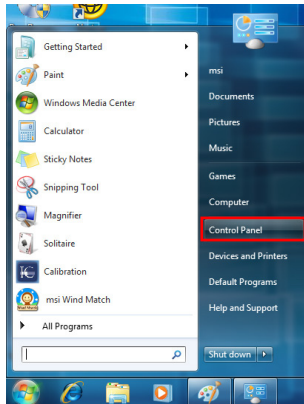 Getting Started
Paint
Windows Media Center
Calculator
Sticky Notes
Snipping Tool
Magnifier
Solitaire
Calibration
msi Wind Match
All Programs
msi
Documents
Pictures
Music
Games
Computer
Control Panel
Devices and Printers
Default Programs
Help and Support
Shut down